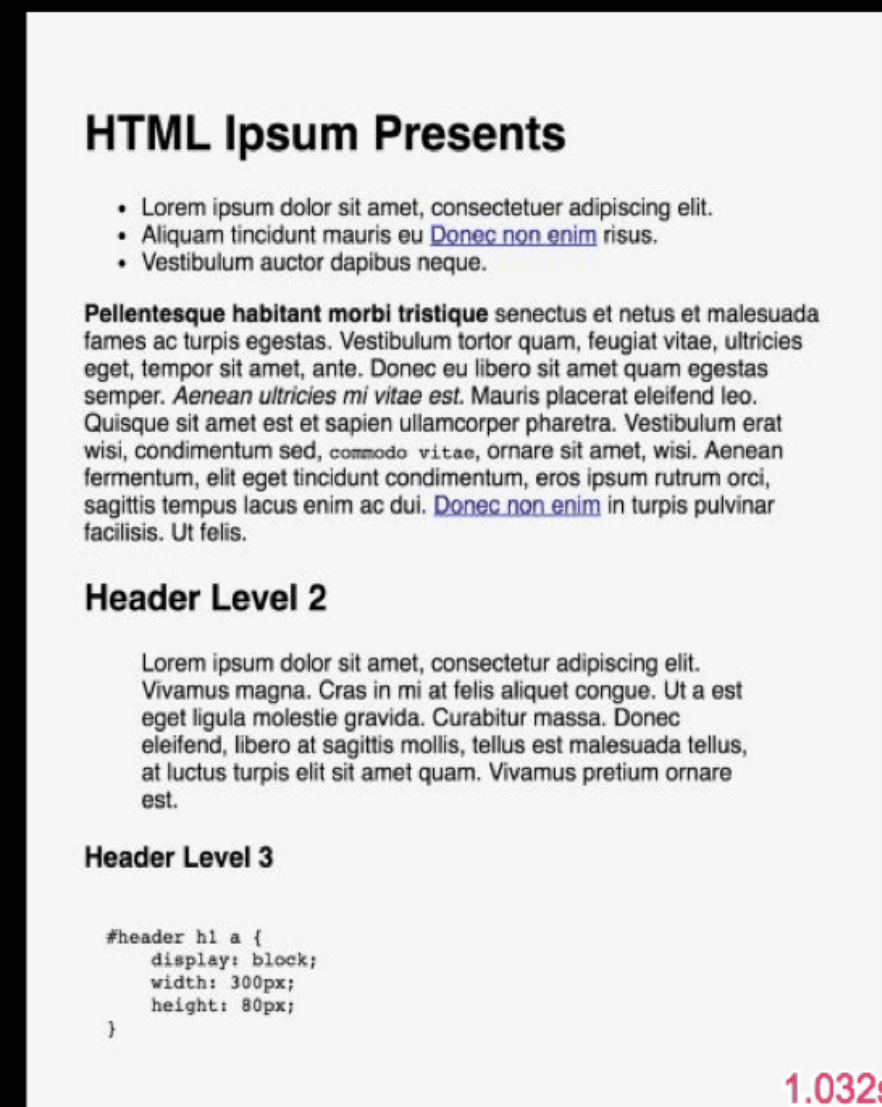 HTML Ipsum Presents
• Lorem ipsum dolor sit amet, consectetuer adipiscing elit.
• Aliquam tincidunt mauris eu Donec non enim risus.
• Vestibulum auctor dapibus neque.
Pellentesque habitant morbi tristique senectus et netus et malesuada
fames ac turpis egestas. Vestibulum tortor quam, feugiat vitae, ultricies
eget, tempor sit amet, ante. Donec eu libero sit amet quam egestas
semper. Aenean ultricies mi vitae est. Mauris placerat eleifend leo.
Quisque sit amet est et sapien ullamcorper pharetra. Vestibulum erat
wisi, condimentum sed, commodo vitae, ornare sit amet, wisi. Aenean
fermentum, elit eget tincidunt condimentum, eros ipsum rutrum orci,
sagittis tempus lacus enim ac dui. Donec non enim in turpis pulvinar
facilisis. Ut felis.
Header Level 2
Lorem ipsum dolor sit amet, consectetur adipiscing elit.
Vivamus magna. Cras in mi at felis aliquet congue. Ut a est
eget ligula molestie gravida. Curabitur massa. Donec
eleifend, libero at sagittis mollis, tellus est malesuada tellus,
at luctus turpis elit sit amet quam. Vivamus pretium ornare
est.
Header Level 3
#header h1 a {
    display: block;
    width: 300px;
    height: 80px;
}
1.032s